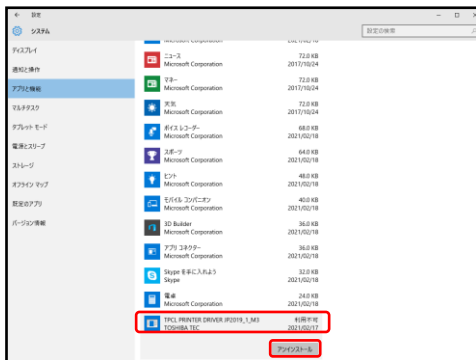 設定
システム
設定の検索
ディスプレイ
通知と操作
アプリと機能
マルチタスク
タブレット モード
電源とスリープ
ストレージ
オフライン マップ
既定のアプリ
バージョン情報
Microsoft Corporation 2021/02/18
ニュース 72.0 KB
Microsoft Corporation 2017/10/24
マネー 72.0 KB
Microsoft Corporation 2017/10/24
天気 72.0 KB
Microsoft Corporation 2017/10/24
ボイス レコーダー 68.0 KB
Microsoft Corporation 2021/02/18
スポーツ 64.0 KB
Microsoft Corporation 2021/02/18
ヒント 48.0 KB
Microsoft Corporation 2021/02/18
モバイル コンパニオン 40.0 KB
Microsoft Corporation 2021/02/18
3D Builder 36.0 KB
Microsoft Corporation 2021/02/18
アプリ コネクター 36.0 KB
Microsoft Corporation 2021/02/18
Skype を手に入れよう 32.0 KB
Skype 2021/02/18
電卓 24.0 KB
Microsoft Corporation 2021/02/18
TPCL PRINTER DRIVER JP2019_1_M3 利用不可
TOSHIBA TEC 2021/02/17
アンインストール